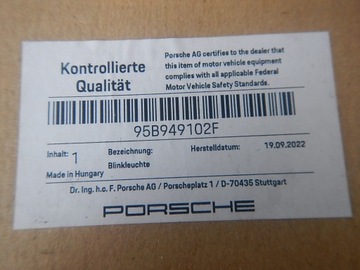 Kontrollierte
Qualität
Porsche AG certifies to the dealer that
this item of motor vehicle equipment
complies with all applicable Federal
Motor Vehicle Safety Standards.
95B949102F
Inhalt: 1
Bezeichnung:
Blinkleuchte
Herstelldatum:
19.09.2022
Made in Hungary
Dr. Ing. h.c. F. Porsche AG / Porscheplatz 1 / D-70435 Stuttgart
PORSCHE